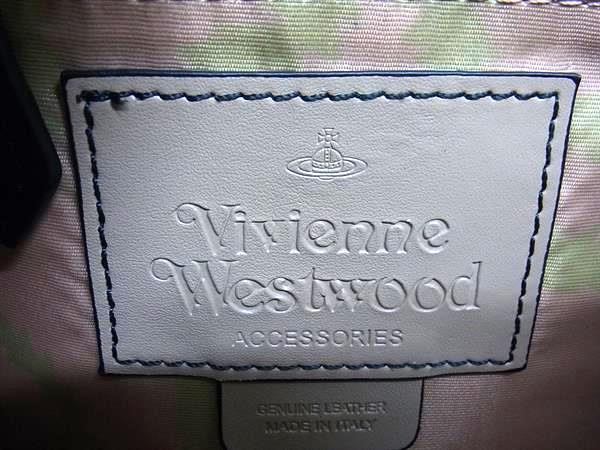 Vivienne
Westwood
ACCESSORIES
GENUINE LEATHER
MADE IN ITALY